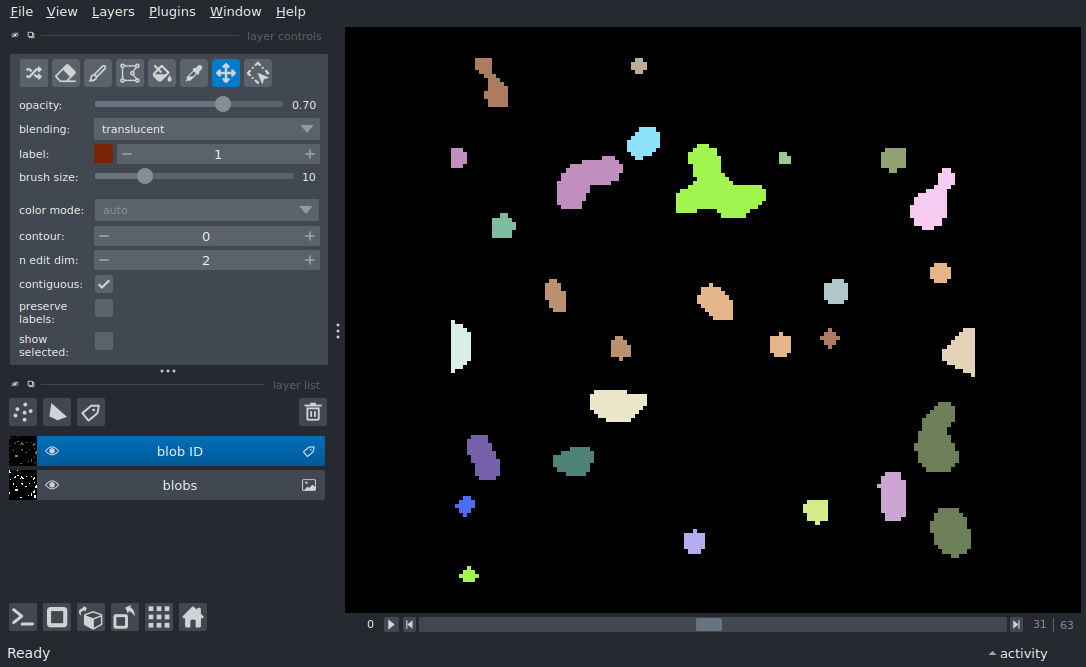 File View Layers Plugins Window Help
layer controls
opacity: 0.70
blending: translucent
label: 1
brush size: 10
color mode: auto
contour: 0
n edit dim: 2
contiguous:
preserve
labels:
show
selected:
layer list
blob ID
blobs
0 31 63
Ready activity